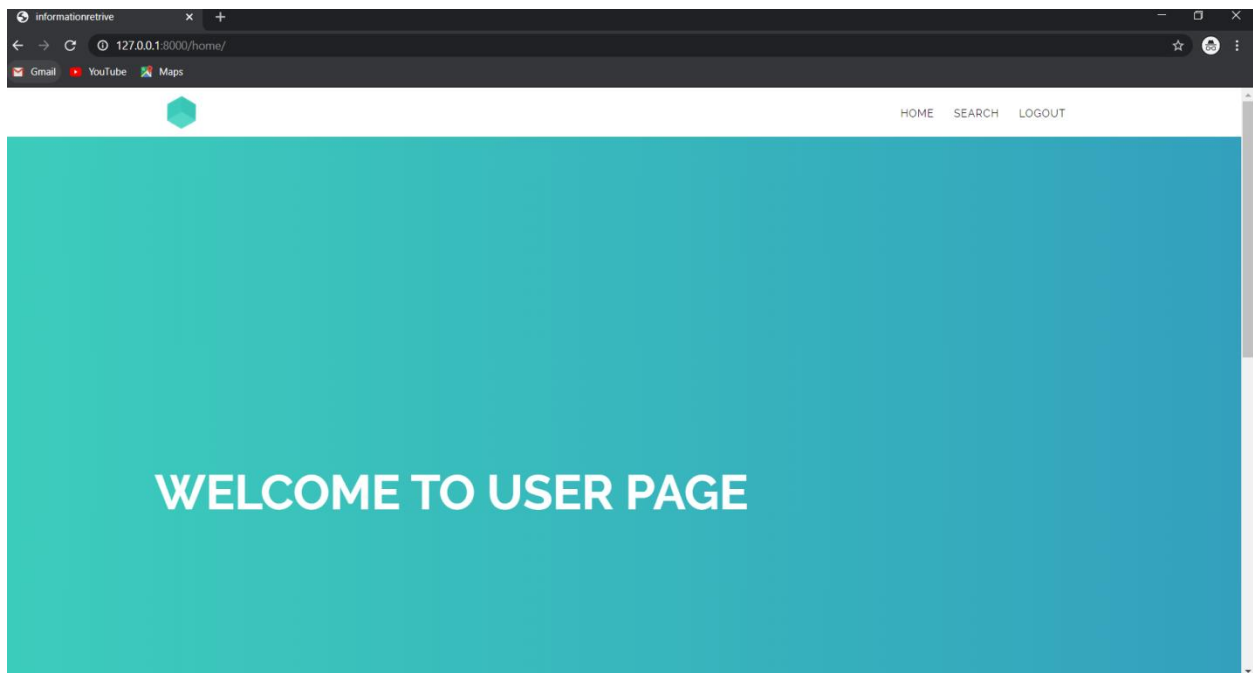 informationretrive
127.0.0.1:8000/home/
Gmail YouTube Maps
HOME SEARCH LOGOUT
WELCOME TO USER PAGE